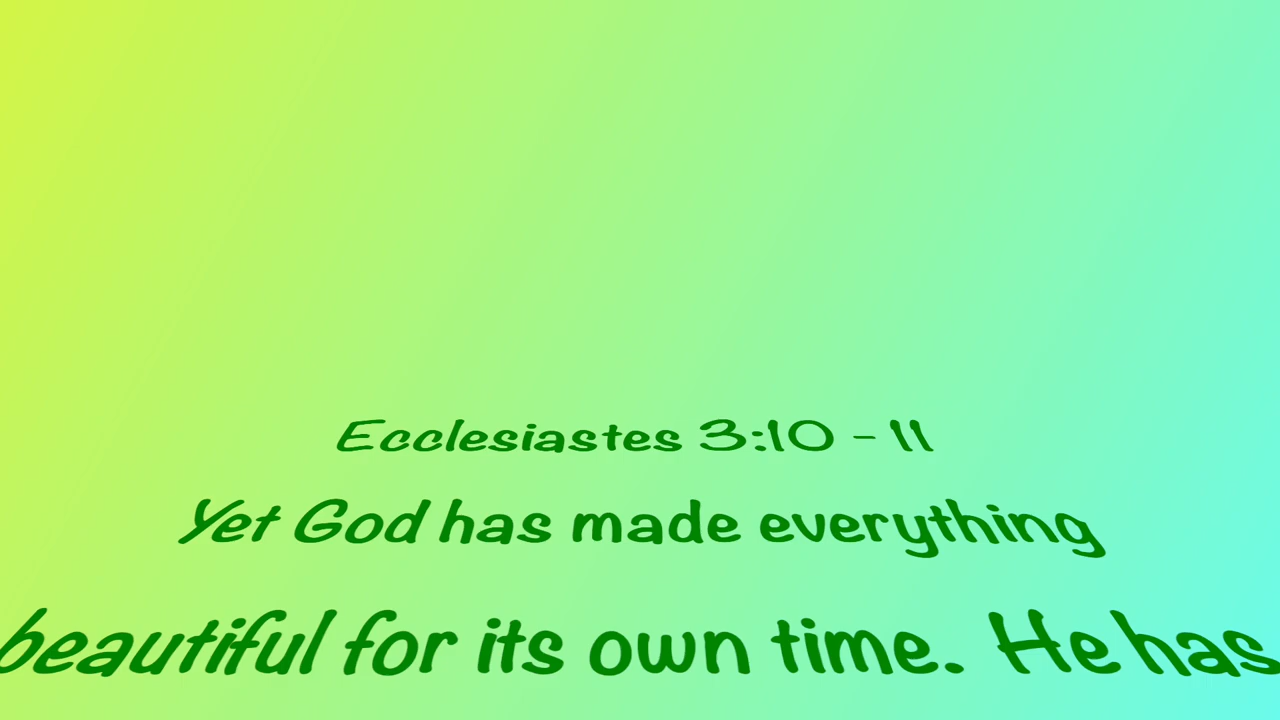 Ecclesiastes 3:10 - 11
Yet God has made everything
beautiful for its own time. He has